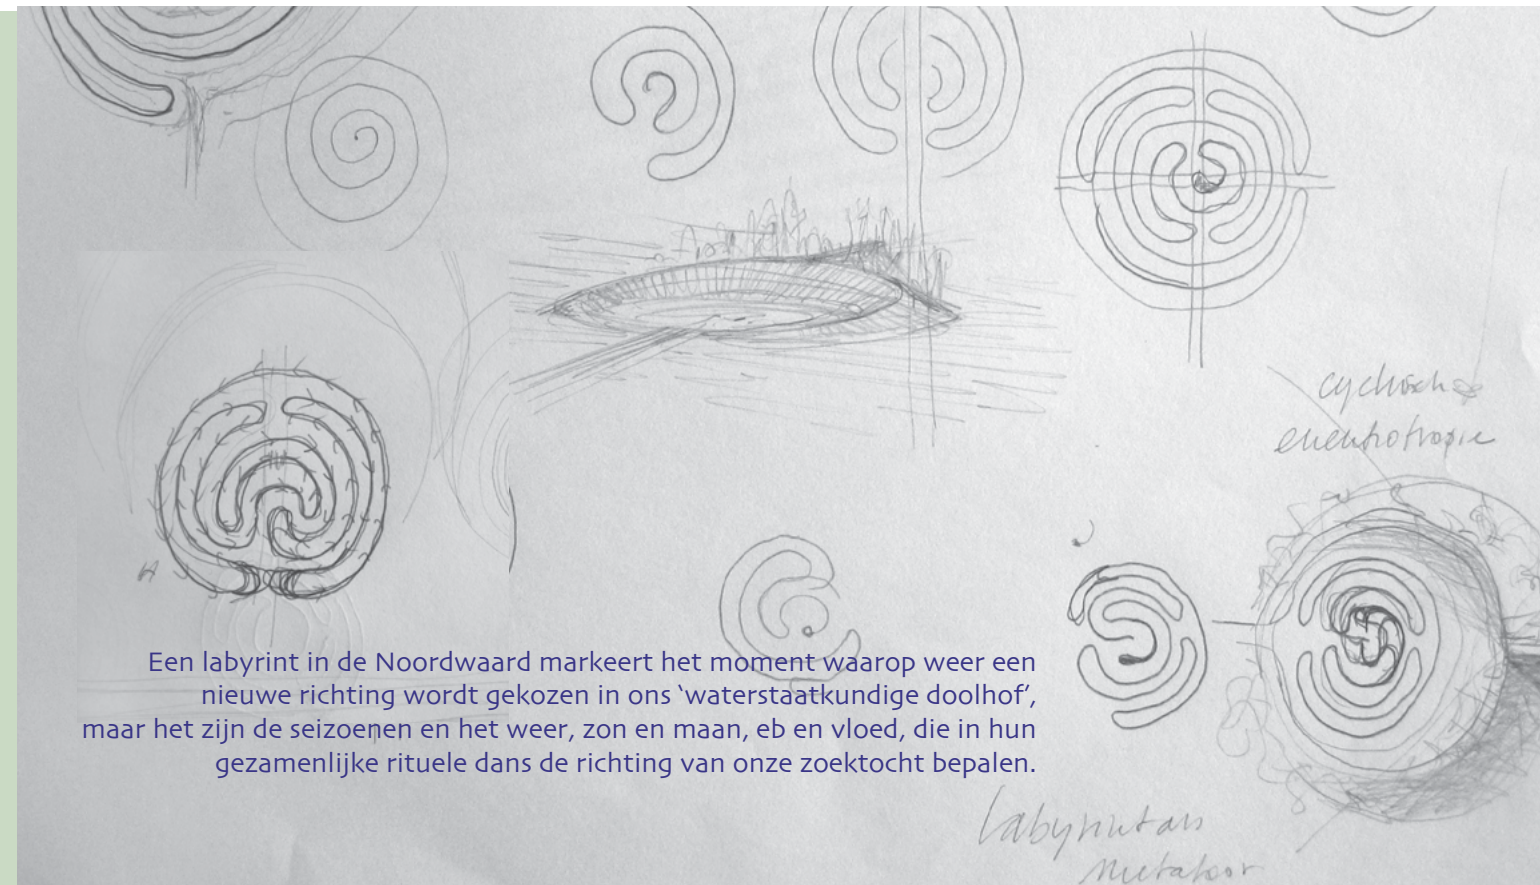 cyclisch
Een labyrint in de Noordwaard markeert het moment waarop weer een
nieuwe richting wordt gekozen in ons ‘waterstaatkundige doolhof’,
maar het zijn de seizoenen en het weer, zon en maan, eb en vloed, die in hun
gezamenlijke rituele dans de richting van onze zoektocht bepalen.
labyrint als
metafoor